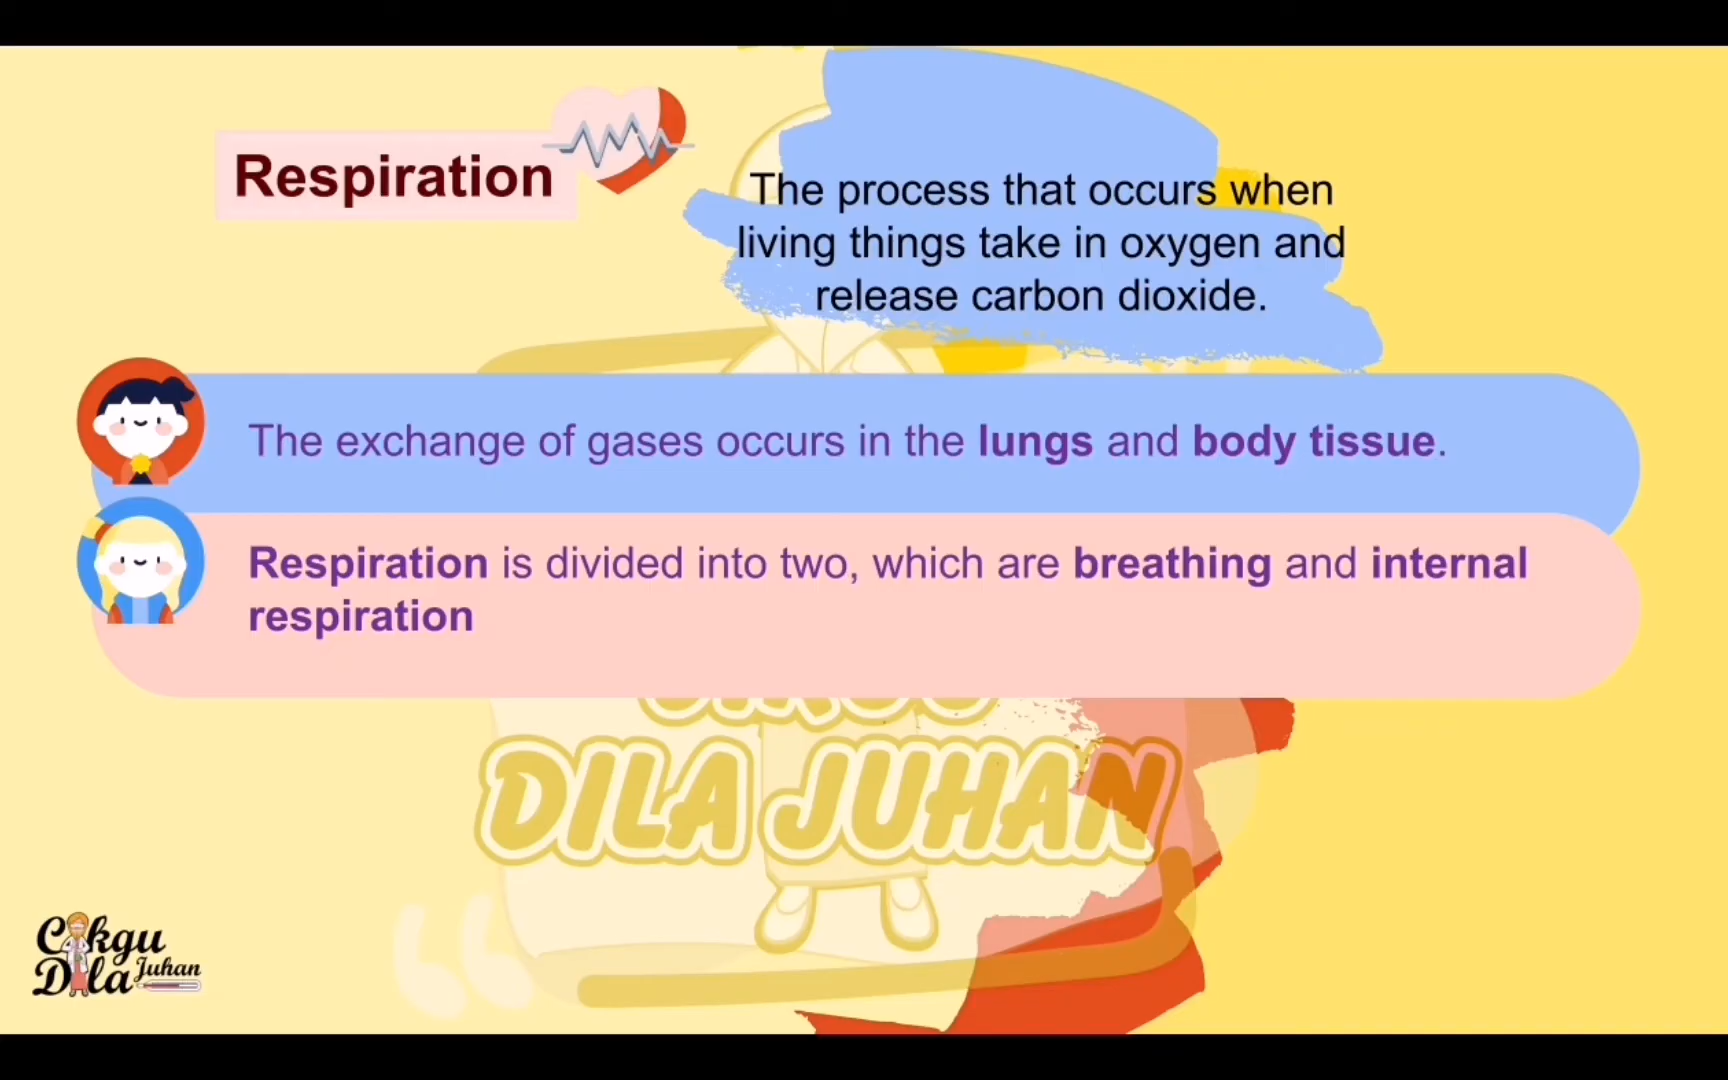 Respiration
The process that occurs when
living things take in oxygen and
release carbon dioxide.
The exchange of gases occurs in the lungs and body tissue.
Respiration is divided into two, which are breathing and internal
respiration
DILA JUHAN
Cikgu
Dila Juhan